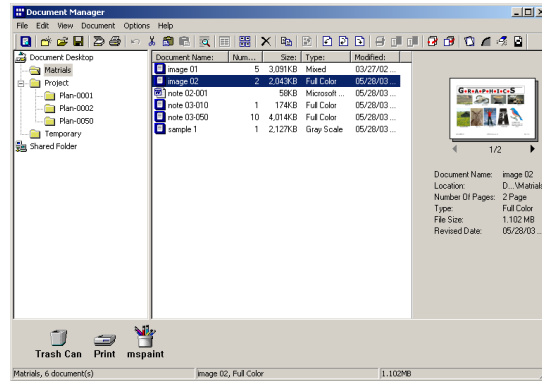 Document Manager
File Edit View Document Options Help
Document Desktop
Matrials
Project
Plan-0001
Plan-0002
Plan-0050
Temporary
Shared Folder
Document Name: Num... Size: Type: Modified:
image 01 5 3,091KB Mixed 03/27/02 ...
image 02 2 2,043KB Full Color 05/28/03 ...
note 02-001 58KB Microsoft ... 05/28/03 ...
note 03-010 1 174KB Full Color 05/28/03 ...
note 03-050 10 4,014KB Full Color 05/28/03 ...
sample 1 1 2,127KB Gray Scale 05/28/03 ...
G•R•A•P•H•I•C•S
1/2
Document Name: image 02
Location: D...\Matrials
Number Of Pages: 2 Page
Type: Full Color
File Size: 1.102 MB
Revised Date: 05/28/03 ...
Trash Can Print mspaint
Matrials, 6 document(s) image 02, Full Color 1.102MB